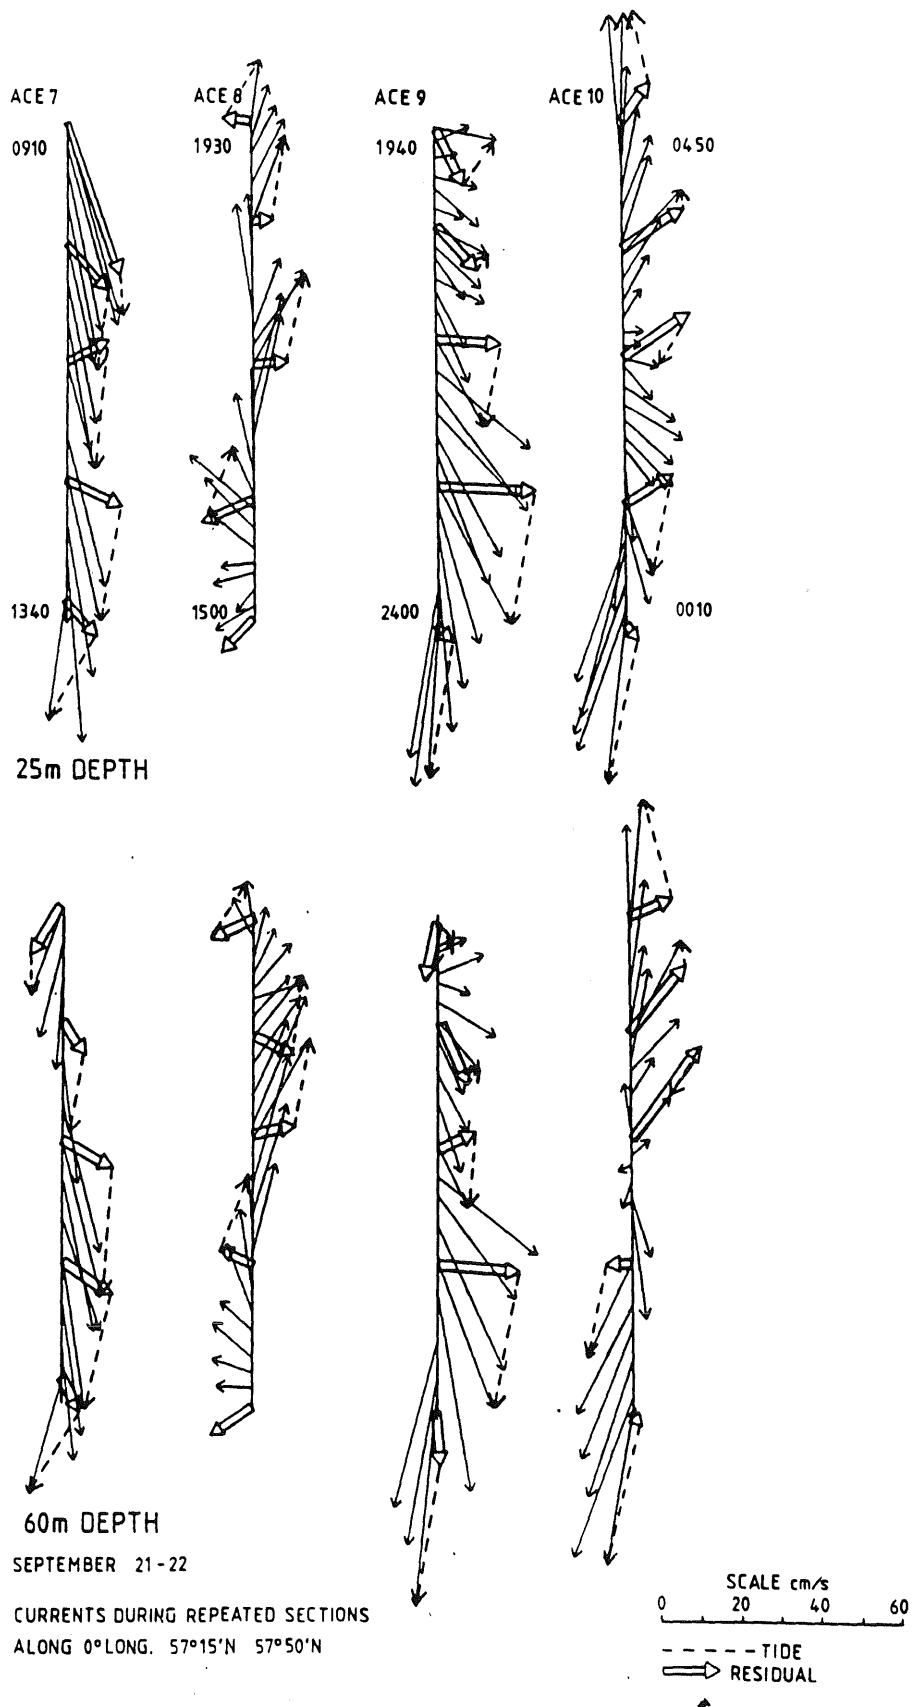 ACE 7
ACE 8
ACE 9
ACE 10
0910
1930
1940
0450
1340
1500
2400
0010
25m DEPTH
60m DEPTH
SEPTEMBER 21-22
CURRENTS DURING REPEATED SECTIONS
ALONG 0° LONG. 57°15'N 57°50'N
SCALE cm/s
0 20 40 60
TIDE
RESIDUAL